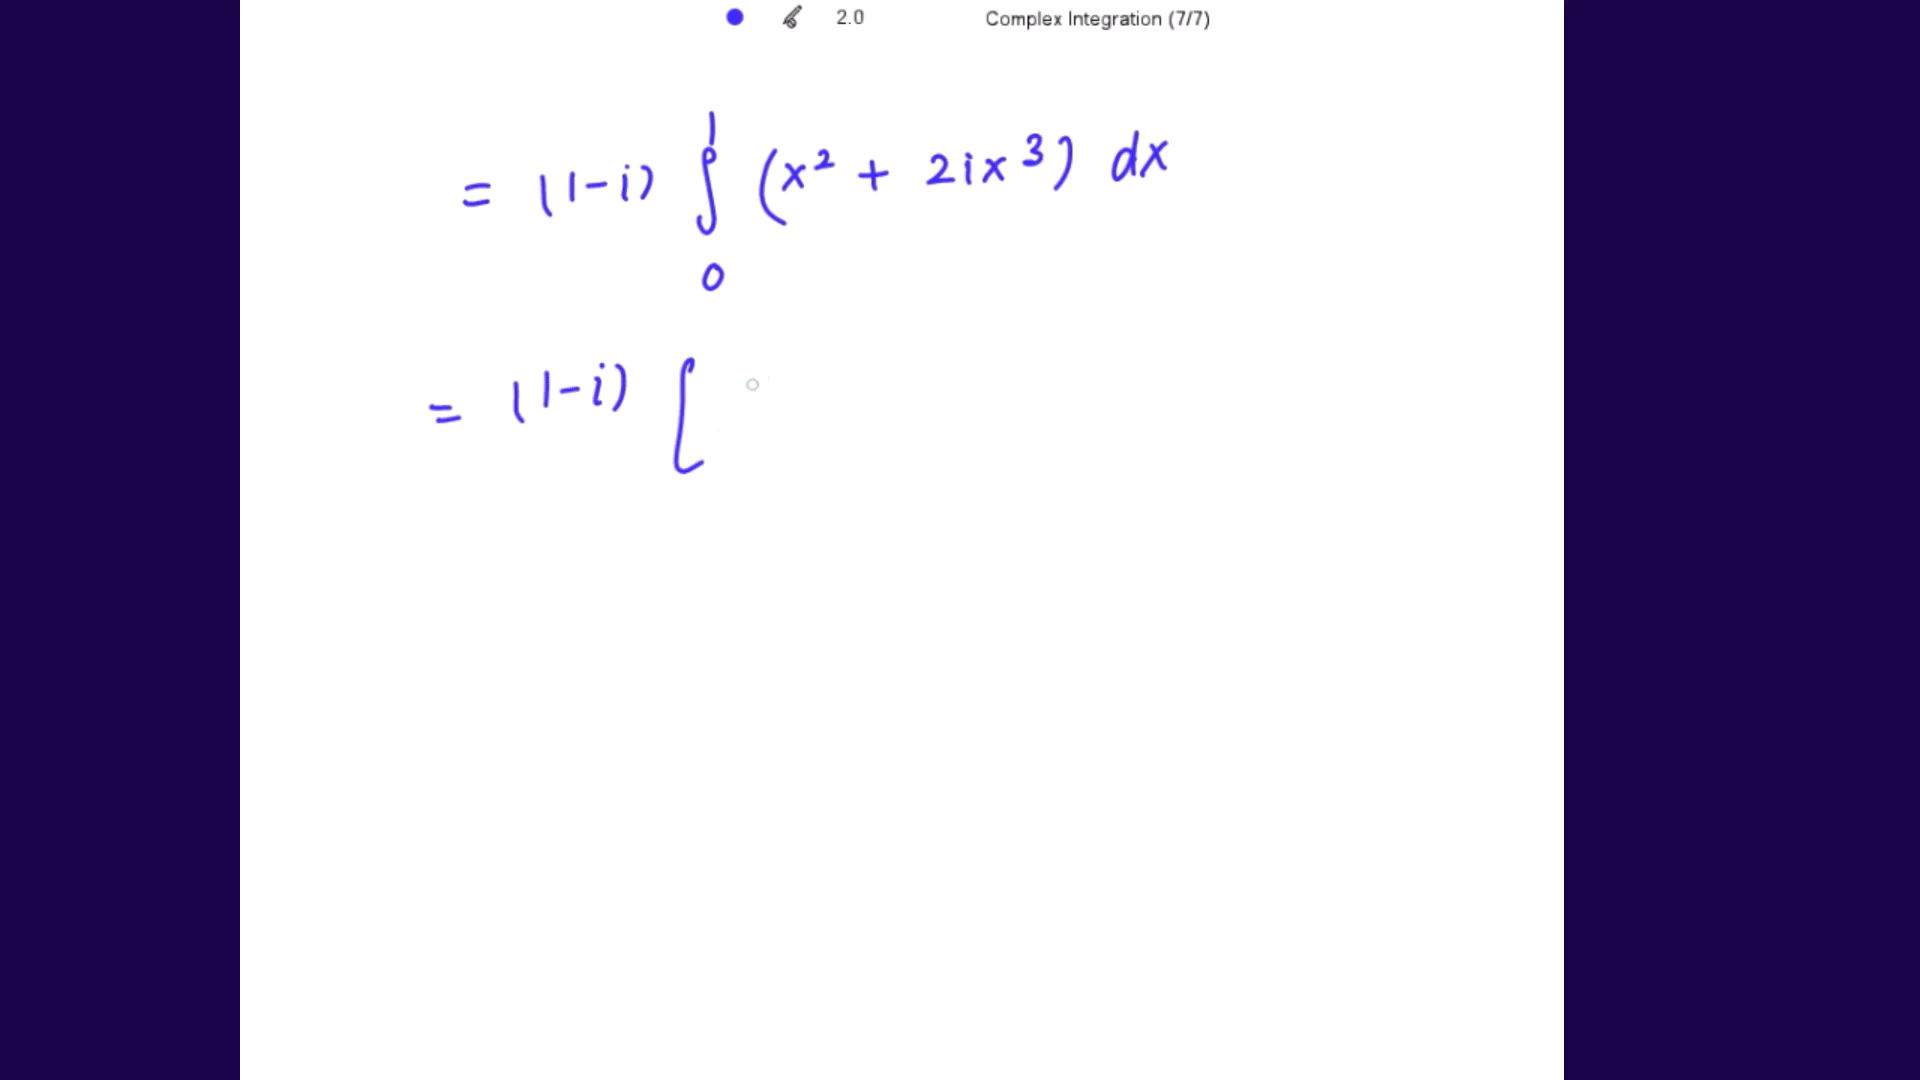 2.0 Complex Integration (7/7)
= (1-i) ∫₀¹ (x² + 2ix³) dx
= (1-i) [